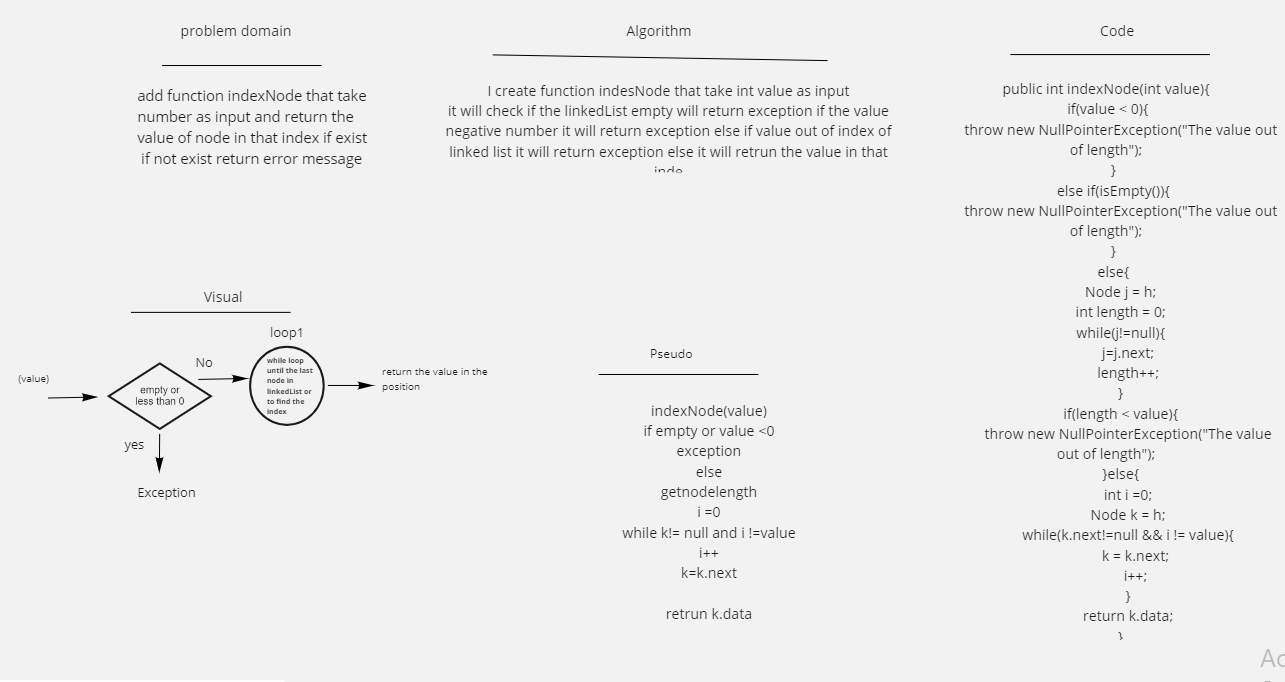 problem domain
add function indexNode that take
number as input and return the
value of node in that index if exist
if not exist return error message
Algorithm
I create function indesNode that take int value as input
it will check if the linkedList empty will return exception if the value
negative number it will return exception else if value out of index of
linked list it will return exception else it will retrun the value in that
inde
Visual
loop1
(value)
empty or
less than 0
No
while loop
until the last
node in
linkedList or
to find the
index
return the value in the
position
yes
Exception
Pseudo
indexNode(value)
if empty or value <0
exception
else
getnodelength
i =0
while k!= null and i !=value
i++
k=k.next
retrun k.data
Code
public int indexNode(int value){
if(value < 0){
throw new NullPointerException("The value out
of length");
}
else if(isEmpty()){
throw new NullPointerException("The value out
of length");
}
else{
Node j = h;
int length = 0;
while(j!=null){
j=j.next;
length++;
}
if(length < value){
throw new NullPointerException("The value
out of length");
}else{
int i =0;
Node k = h;
while(k.next!=null && i != value){
k = k.next;
i++;
}
return k.data;
}